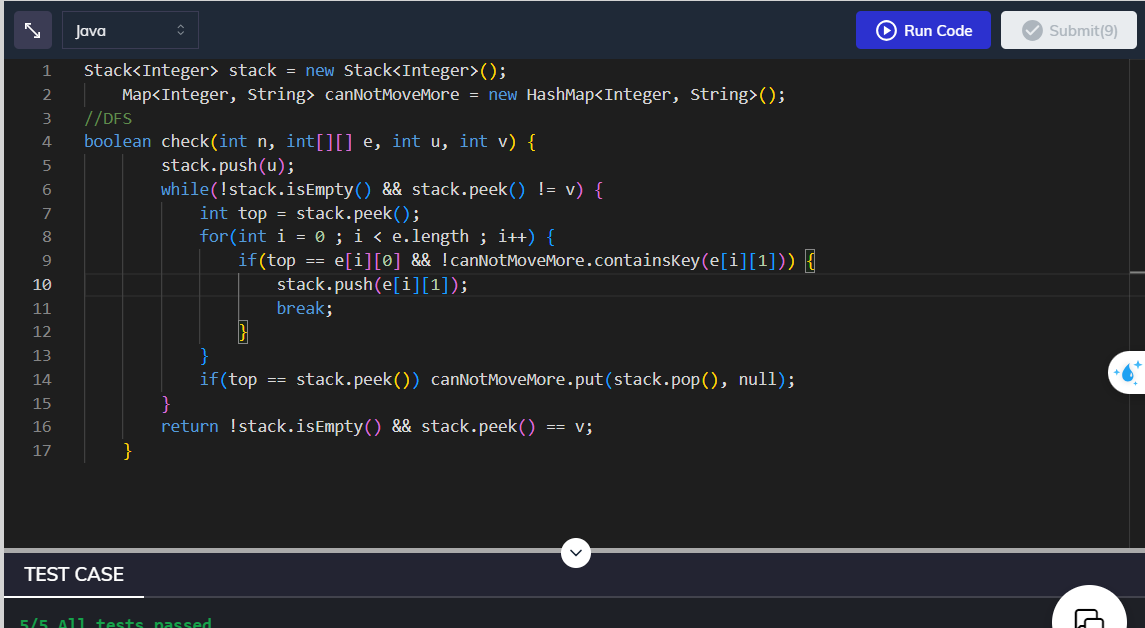 Java
Run Code
Submit(9)
1 Stack<Integer> stack = new Stack<Integer>();
2 Map<Integer, String> canNotMoveMore = new HashMap<Integer, String>();
3 //DFS
4 boolean check(int n, int[][] e, int u, int v) {
5 stack.push(u);
6 while(!stack.isEmpty() && stack.peek() != v) {
7 int top = stack.peek();
8 for(int i = 0 ; i < e.length ; i++) {
9 if(top == e[i][0] && !canNotMoveMore.containsKey(e[i][1])) {
10 stack.push(e[i][1]);
11 break;
12 }
13 }
14 if(top == stack.peek()) canNotMoveMore.put(stack.pop(), null);
15 }
16 return !stack.isEmpty() && stack.peek() == v;
17 }
TEST CASE
5/5 All tests passed